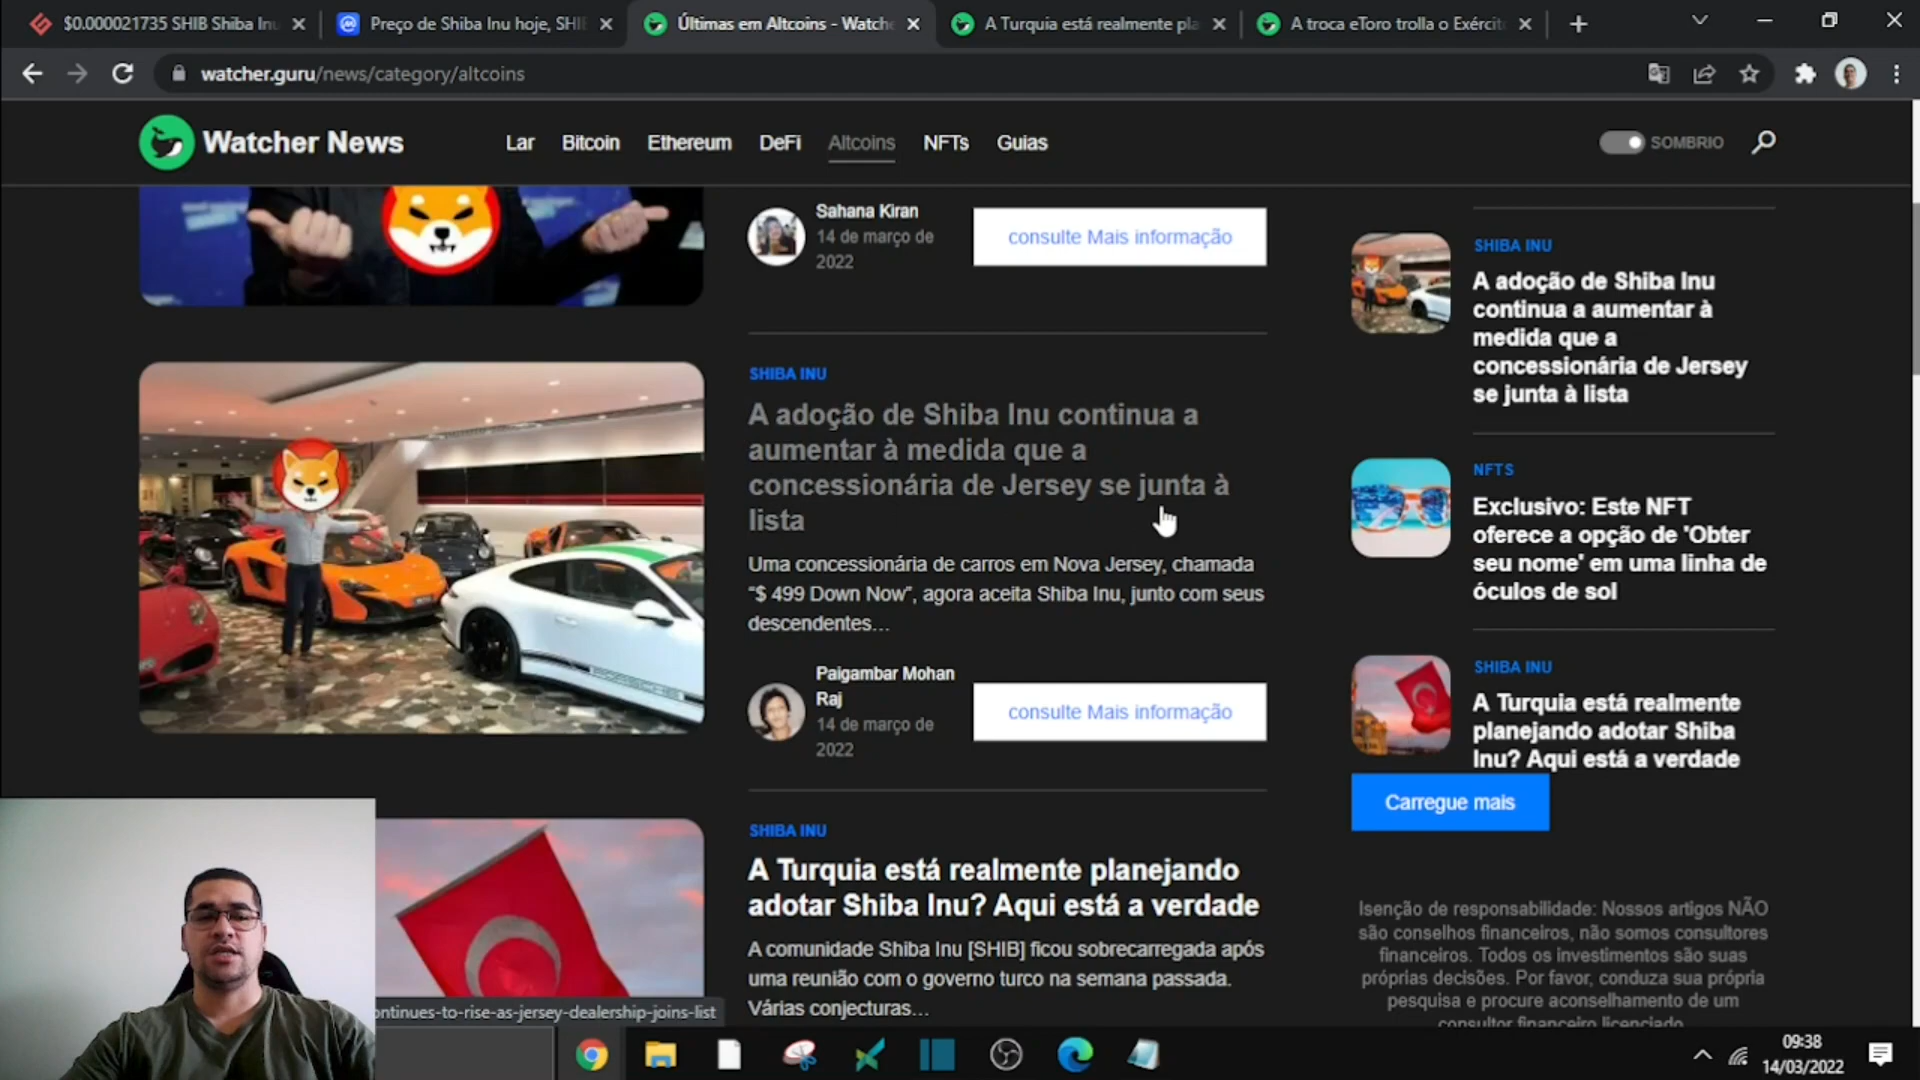 $0.000021735 SHIB Shiba Inu
Preço de Shiba Inu hoje, SHI
Últimas em Altcoins - Watche
A Turquia está realmente pla
A troca eToro trolla o Exércit
watcher.guru/news/category/altcoins
Watcher News
Lar
Bitcoin
Ethereum
DeFi
Altcoins
NFTs
Guias
SOMBRIO
Sahana Kiran
14 de março de
2022
consulte Mais informação
SHIBA INU
A adoção de Shiba Inu continua a
aumentar à medida que a
concessionária de Jersey se junta à
lista
Uma concessionária de carros em Nova Jersey, chamada
“$ 499 Down Now”, agora aceita Shiba Inu, junto com seus
descendentes…
Paigambar Mohan
Raj
14 de março de
2022
consulte Mais informação
SHIBA INU
A Turquia está realmente planejando
adotar Shiba Inu? Aqui está a verdade
A comunidade Shiba Inu [SHIB] ficou sobrecarregada após
uma reunião com o governo turco na semana passada.
Várias conjecturas…
SHIBA INU
A adoção de Shiba Inu
continua a aumentar à
medida que a
concessionária de Jersey
se junta à lista
NFTS
Exclusivo: Este NFT
oferece a opção de 'Obter
seu nome' em uma linha de
óculos de sol
SHIBA INU
A Turquia está realmente
planejando adotar Shiba
Inu? Aqui está a verdade
Carregue mais
Isenção de responsabilidade: Nossos artigos NÃO
são conselhos financeiros, não somos consultores
financeiros. Todos os investimentos são suas
próprias decisões. Por favor, conduza sua própria
pesquisa e procure aconselhamento de um
consultor financeiro licenciado
ontinues-to-rise-as-jersey-dealership-joins-list
09:38
14/03/2022